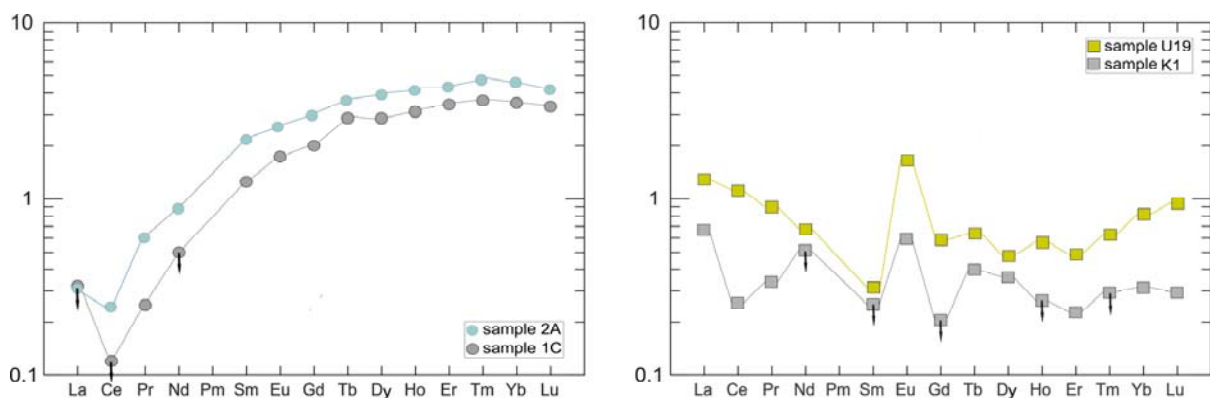 10
1
0.1
La Ce Pr Nd Pm Sm Eu Gd Tb Dy Ho Er Tm Yb Lu
sample 2A
sample 1C
10
1
0.1
La Ce Pr Nd Pm Sm Eu Gd Tb Dy Ho Er Tm Yb Lu
sample U19
sample K1